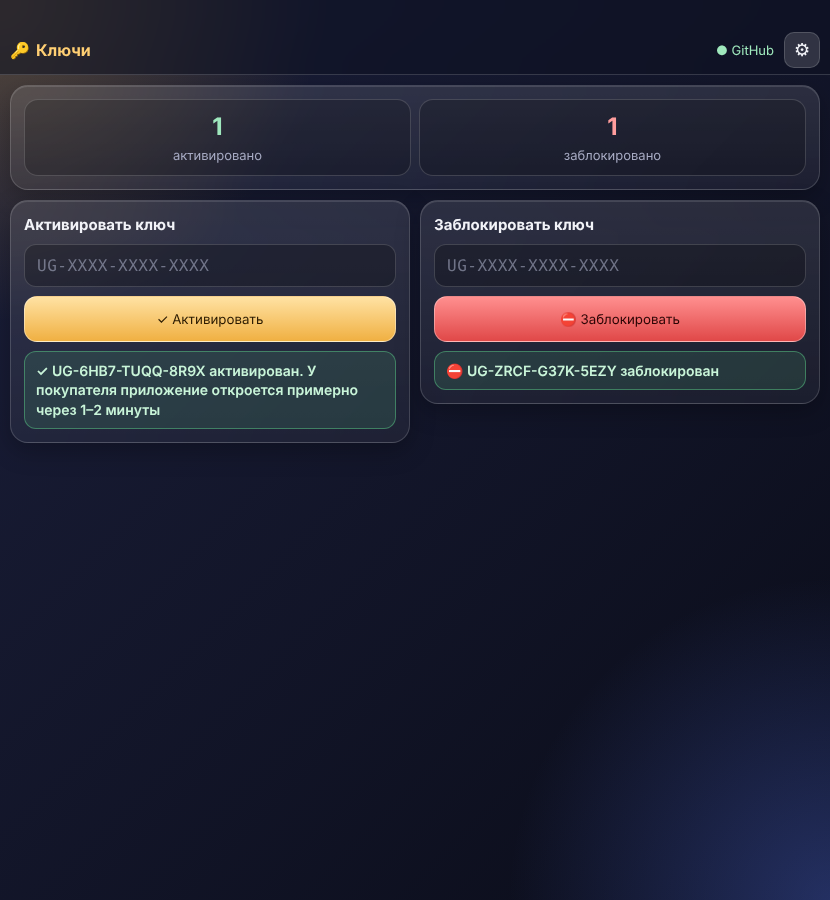 🔑 Ключи
GitHub
1
активировано
1
заблокировано
Активировать ключ
UG-XXXX-XXXX-XXXX
✓ Активировать
✓ UG-6HB7-TUQQ-8R9X активирован. У
покупателя приложение откроется примерно
через 1–2 минуты
Заблокировать ключ
UG-XXXX-XXXX-XXXX
⛔ Заблокировать
⛔ UG-ZRCF-G37K-5EZY заблокирован